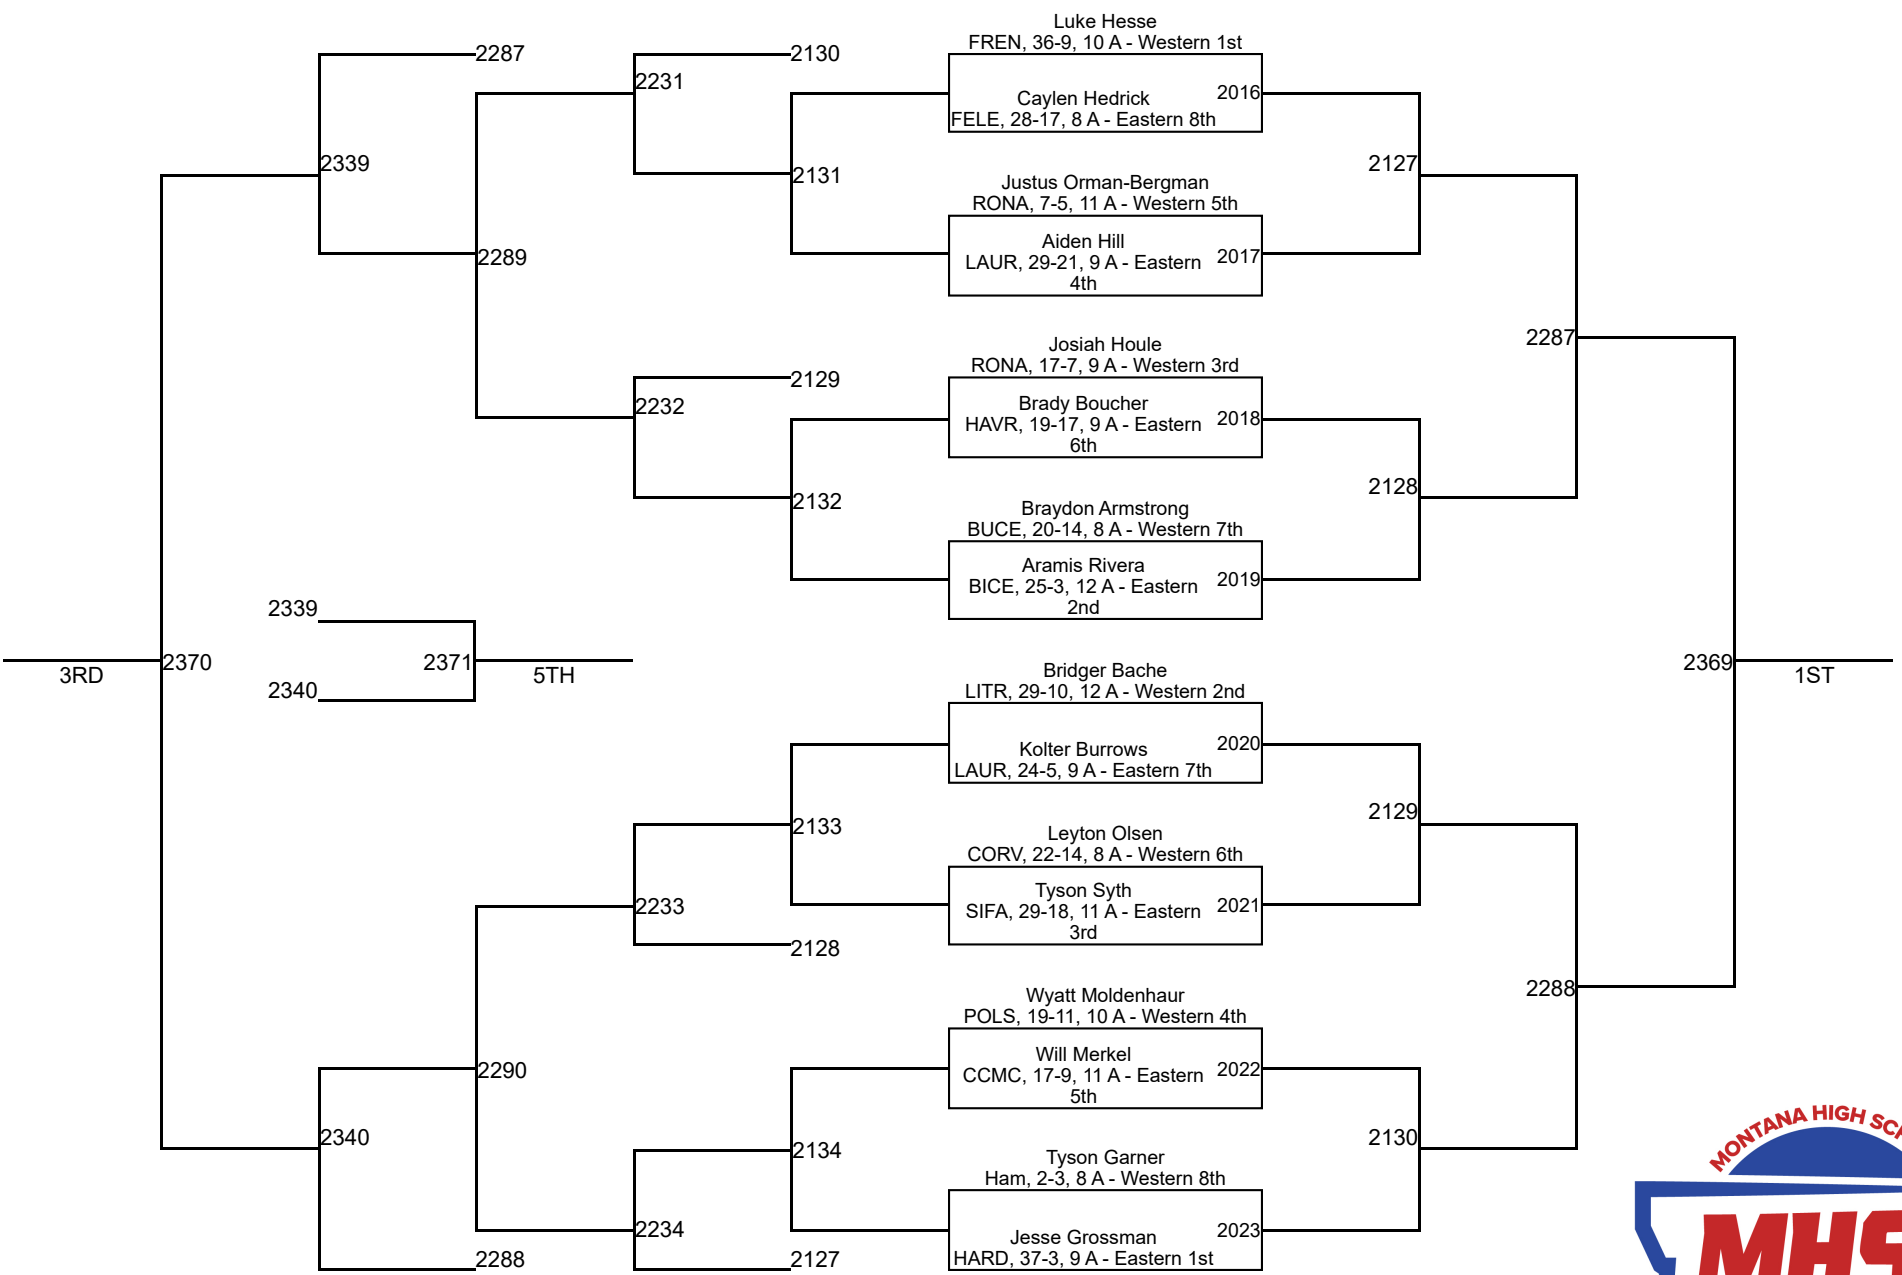 Luke Hesse
FREN, 36-9, 10 A - Western 1st
2287
2130
2231
Caylen Hedrick
2016
FELE, 28-17, 8 A - Eastern 8th
2339
2131
2127
Justus Orman-Bergman
RONA, 7-5, 11 A - Western 5th
Aiden Hill
LAUR, 29-21, 9 A - Eastern
4th
2017
2289
2287
Josiah Houle
RONA, 17-7, 9 A - Western 3rd
2129
2232
Brady Boucher
HAVR, 19-17, 9 A - Eastern
6th
2018
2132
2128
Braydon Armstrong
BUCE, 20-14, 8 A - Western 7th
Aramis Rivera
BICE, 25-3, 12 A - Eastern
2nd
2019
2339
3RD
2370
2371
5TH
2340
2369
1ST
Bridger Bache
LITR, 29-10, 12 A - Western 2nd
Kolter Burrows
2020
LAUR, 24-5, 9 A - Eastern 7th
2133
2129
Leyton Olsen
CORV, 22-14, 8 A - Western 6th
Tyson Syth
SIFA, 29-18, 11 A - Eastern
3rd
2021
2233
2128
2288
Wyatt Moldenhaur
POLS, 19-11, 10 A - Western 4th
Will Merkel
CCMC, 17-9, 11 A - Eastern
5th
2022
2290
2340
2134
2130
Tyson Garner
Ham, 2-3, 8 A - Western 8th
2234
Jesse Grossman
2023
HARD, 37-3, 9 A - Eastern 1st
2288
2127
MONTANA HIGH
MHS